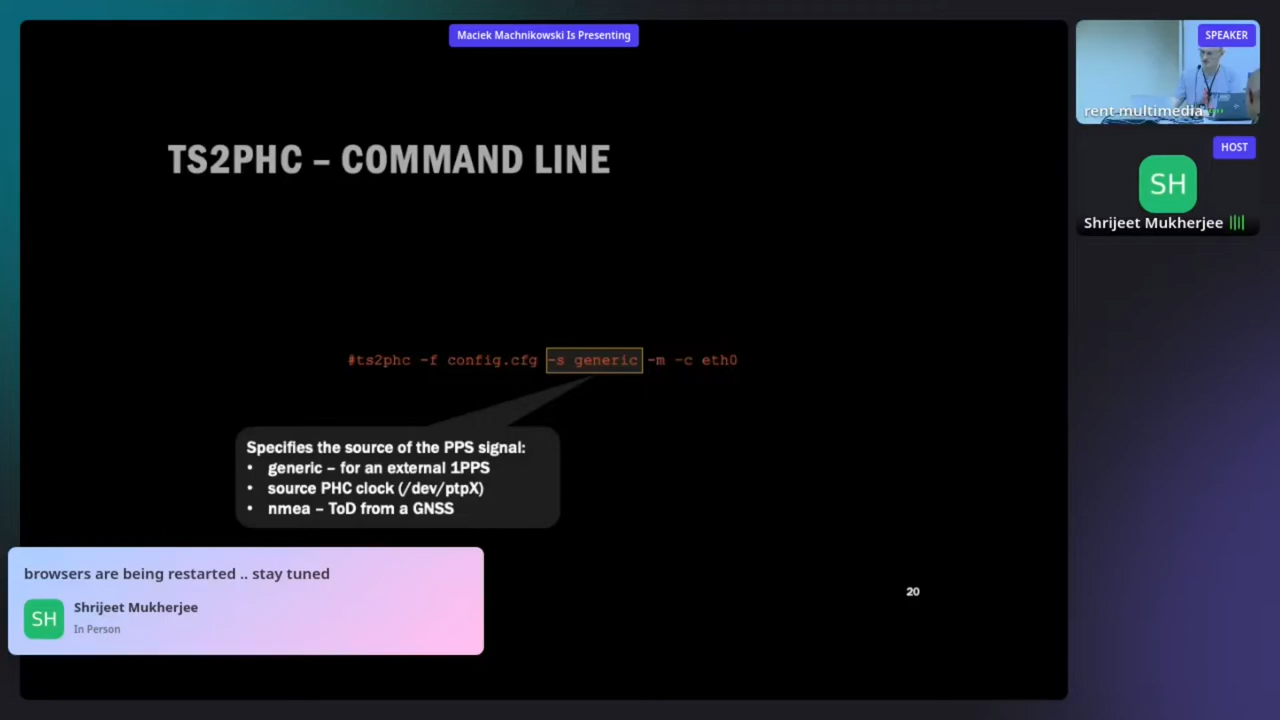 Maciek Machnikowski Is Presenting
SPEAKER
rent-multimedia
HOST
SH
Shrijeet Mukherjee
TS2PHC – COMMAND LINE
#ts2phc -f config.cfg -s generic -m -c eth0
Specifies the source of the PPS signal:
• generic – for an external 1PPS
• source PHC clock (/dev/ptpX)
• nmea – ToD from a GNSS
browsers are being restarted .. stay tuned
SH
Shrijeet Mukherjee
In Person
20